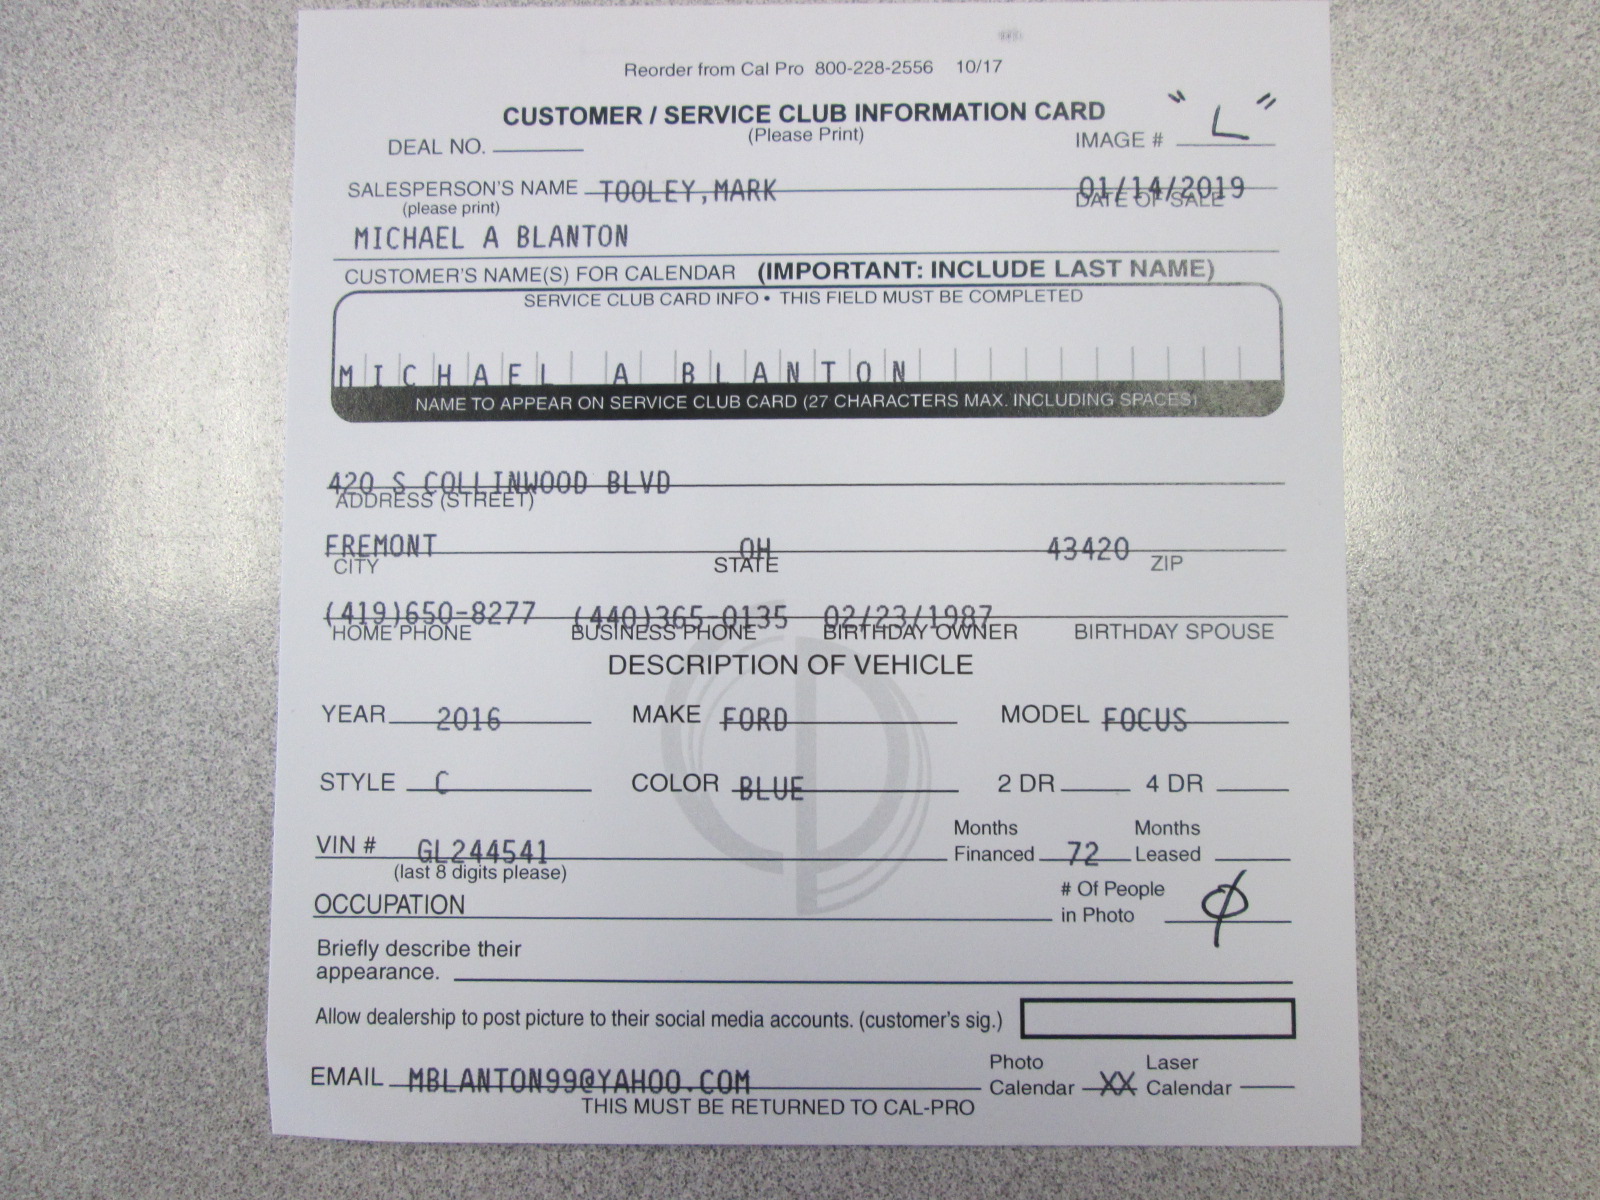 Reorder from Cal Pro 800-228-2556 10/17
CUSTOMER / SERVICE CLUB INFORMATION CARD
(Please Print)
DEAL NO.
IMAGE # "L"
SALESPERSON'S NAME TOOLEY,MARK 01/14/2019
(please print) DATE OF SALE
MICHAEL A BLANTON
CUSTOMER'S NAME(S) FOR CALENDAR (IMPORTANT: INCLUDE LAST NAME)
SERVICE CLUB CARD INFO • THIS FIELD MUST BE COMPLETED
MICHAEL A BLANTON
NAME TO APPEAR ON SERVICE CLUB CARD (27 CHARACTERS MAX. INCLUDING SPACES)
420 S COLLINWOOD BLVD
ADDRESS (STREET)
FREMONT OH 43420
CITY STATE ZIP
(419)650-8277 (440)365-0135 02/23/1987
HOME PHONE BUSINESS PHONE BIRTHDAY OWNER BIRTHDAY SPOUSE
DESCRIPTION OF VEHICLE
YEAR 2016 MAKE FORD MODEL FOCUS
STYLE C COLOR BLUE 2 DR 4 DR
VIN # GL244541 Months Financed 72 Months Leased
(last 8 digits please)
OCCUPATION # Of People in Photo Ø
Briefly describe their
appearance.
Allow dealership to post picture to their social media accounts. (customer's sig.)
EMAIL MBLANTON99@YAHOO.COM Photo Calendar XX Laser Calendar
THIS MUST BE RETURNED TO CAL-PRO